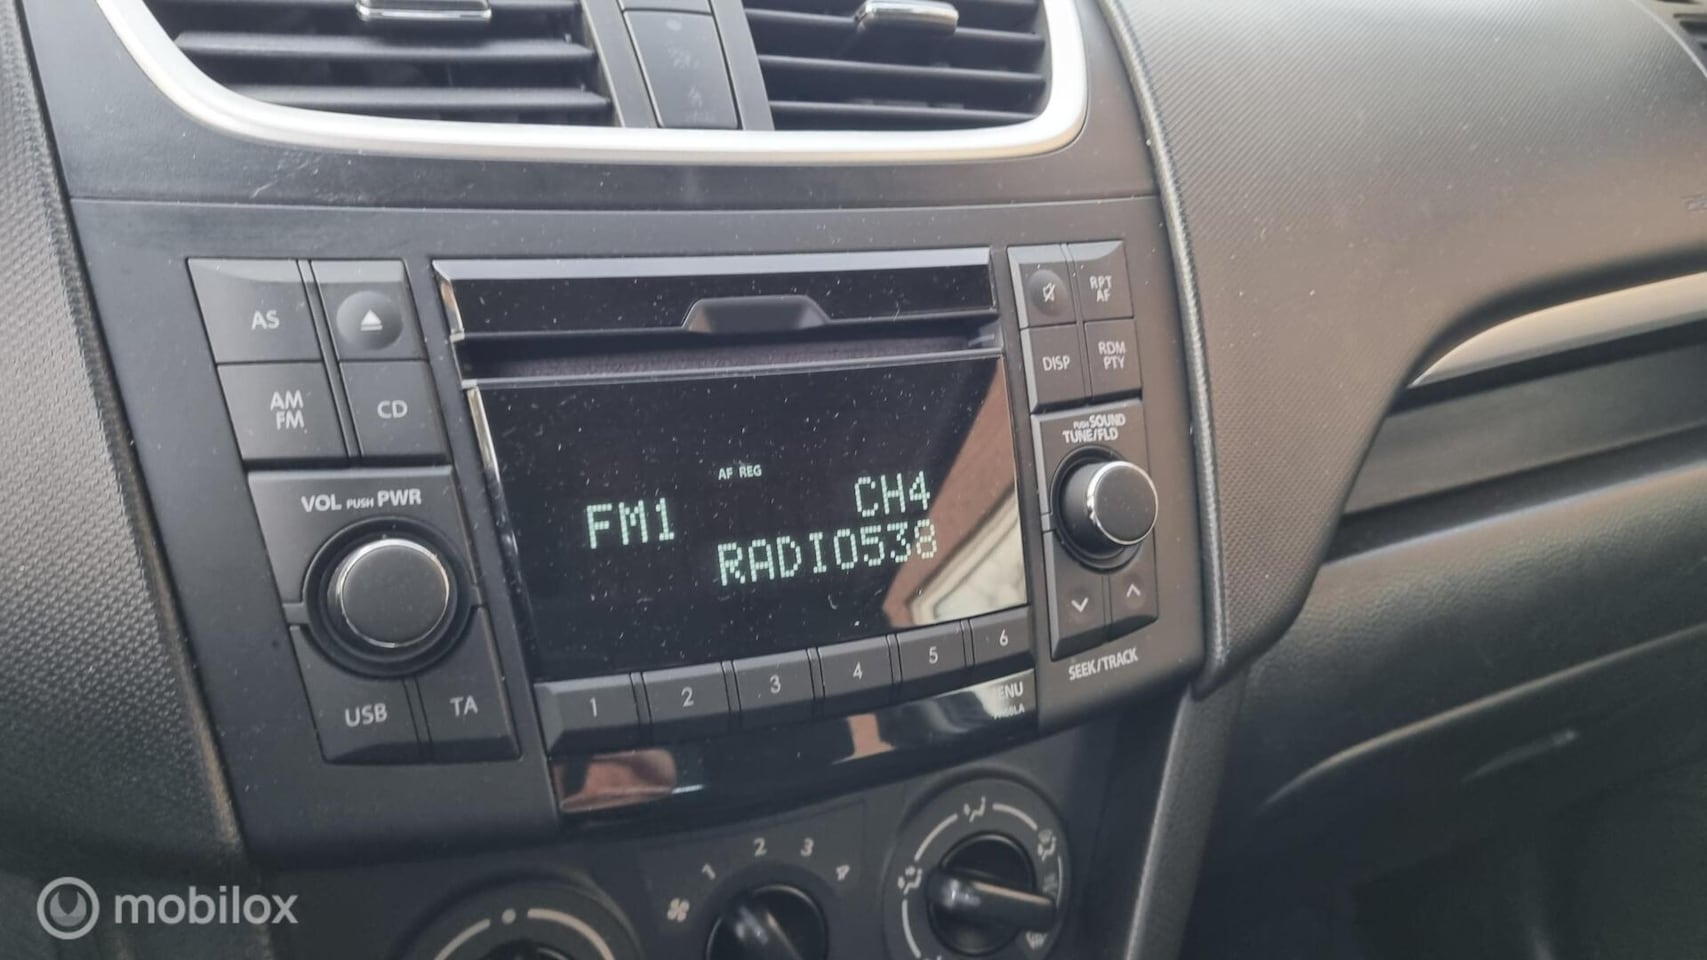 AS
RPT
AF
DISP
RDM
PTY
AM
FM
CD
PUSH SOUND
TUNE/FLD
VOL PUSH PWR
AF REG
FM1
CH4
RADIO538
USB
TA
1
2
3
4
5
6
SEEK/TRACK
1
2
3
4
mobilox